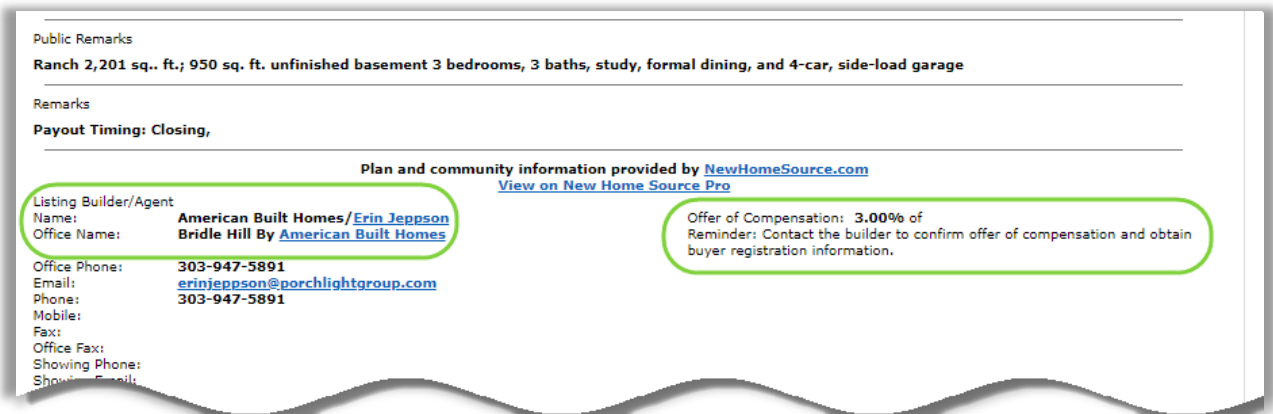 Public Remarks
Ranch 2,201 sq.. ft.; 950 sq. ft. unfinished basement 3 bedrooms, 3 baths, study, formal dining, and 4-car, side-load garage
Remarks
Payout Timing: Closing,
Plan and community information provided by NewHomeSource.com
View on New Home Source Pro
Listing Builder/Agent
Name: American Built Homes/Erin Jeppson
Office Name: Bridle Hill By American Built Homes
Offer of Compensation: 3.00% of
Reminder: Contact the builder to confirm offer of compensation and obtain
buyer registration information.
Office Phone: 303-947-5891
Email: erinjeppson@porchlightgroup.com
Phone: 303-947-5891
Mobile:
Fax:
Office Fax:
Showing Phone:
Showing Email: